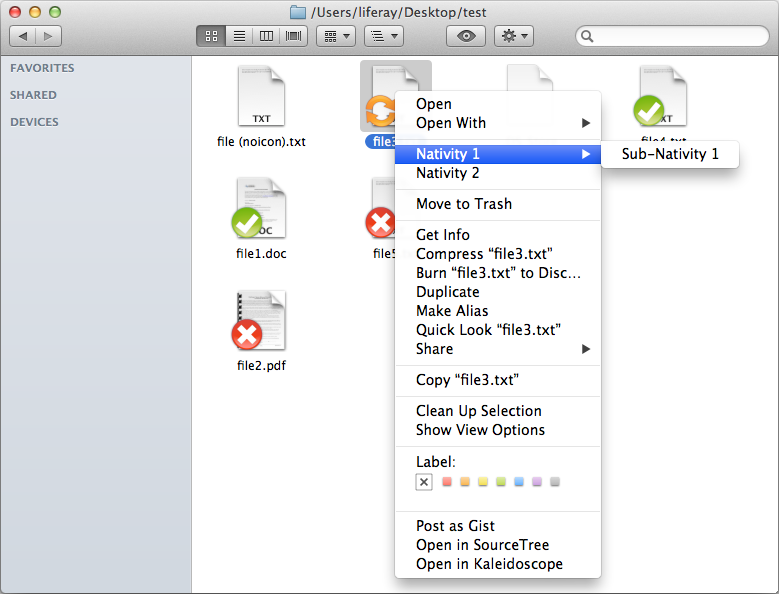 /Users/liferay/Desktop/test
FAVORITES
SHARED
DEVICES
TXT
file (noicon).txt
file3
TXT
file4.txt
DOC
file1.doc
file5
file2.pdf
Open
Open With
Nativity 1
Sub-Nativity 1
Nativity 2
Move to Trash
Get Info
Compress “file3.txt”
Burn “file3.txt” to Disc...
Duplicate
Make Alias
Quick Look “file3.txt”
Share
Copy “file3.txt”
Clean Up Selection
Show View Options
Label:
Post as Gist
Open in SourceTree
Open in Kaleidoscope